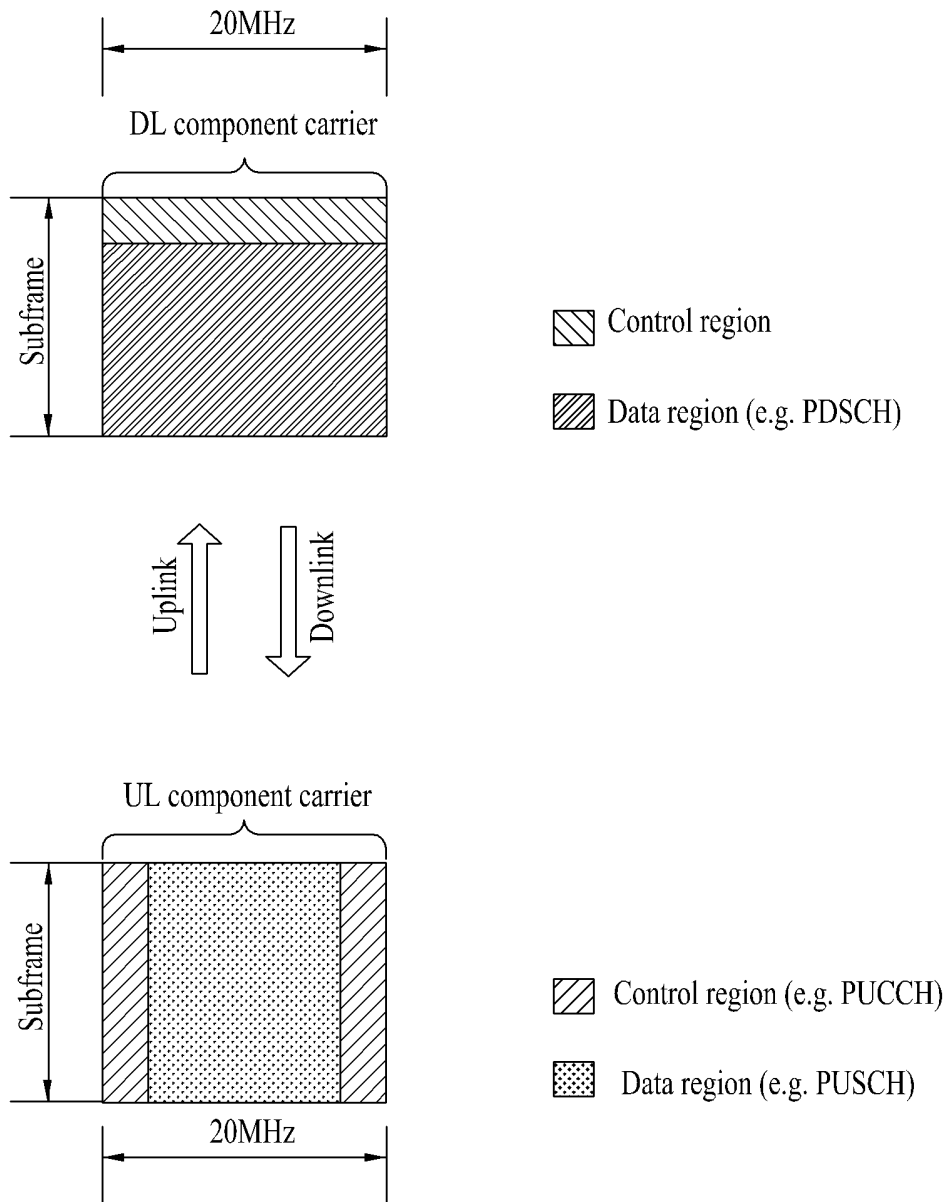 20MHz
DL component carrier
Subframe
Control region
Data region (e.g. PDSCH)
Uplink
Downlink
UL component carrier
Subframe
Control region (e.g. PUCCH)
Data region (e.g. PUSCH)
20MHz